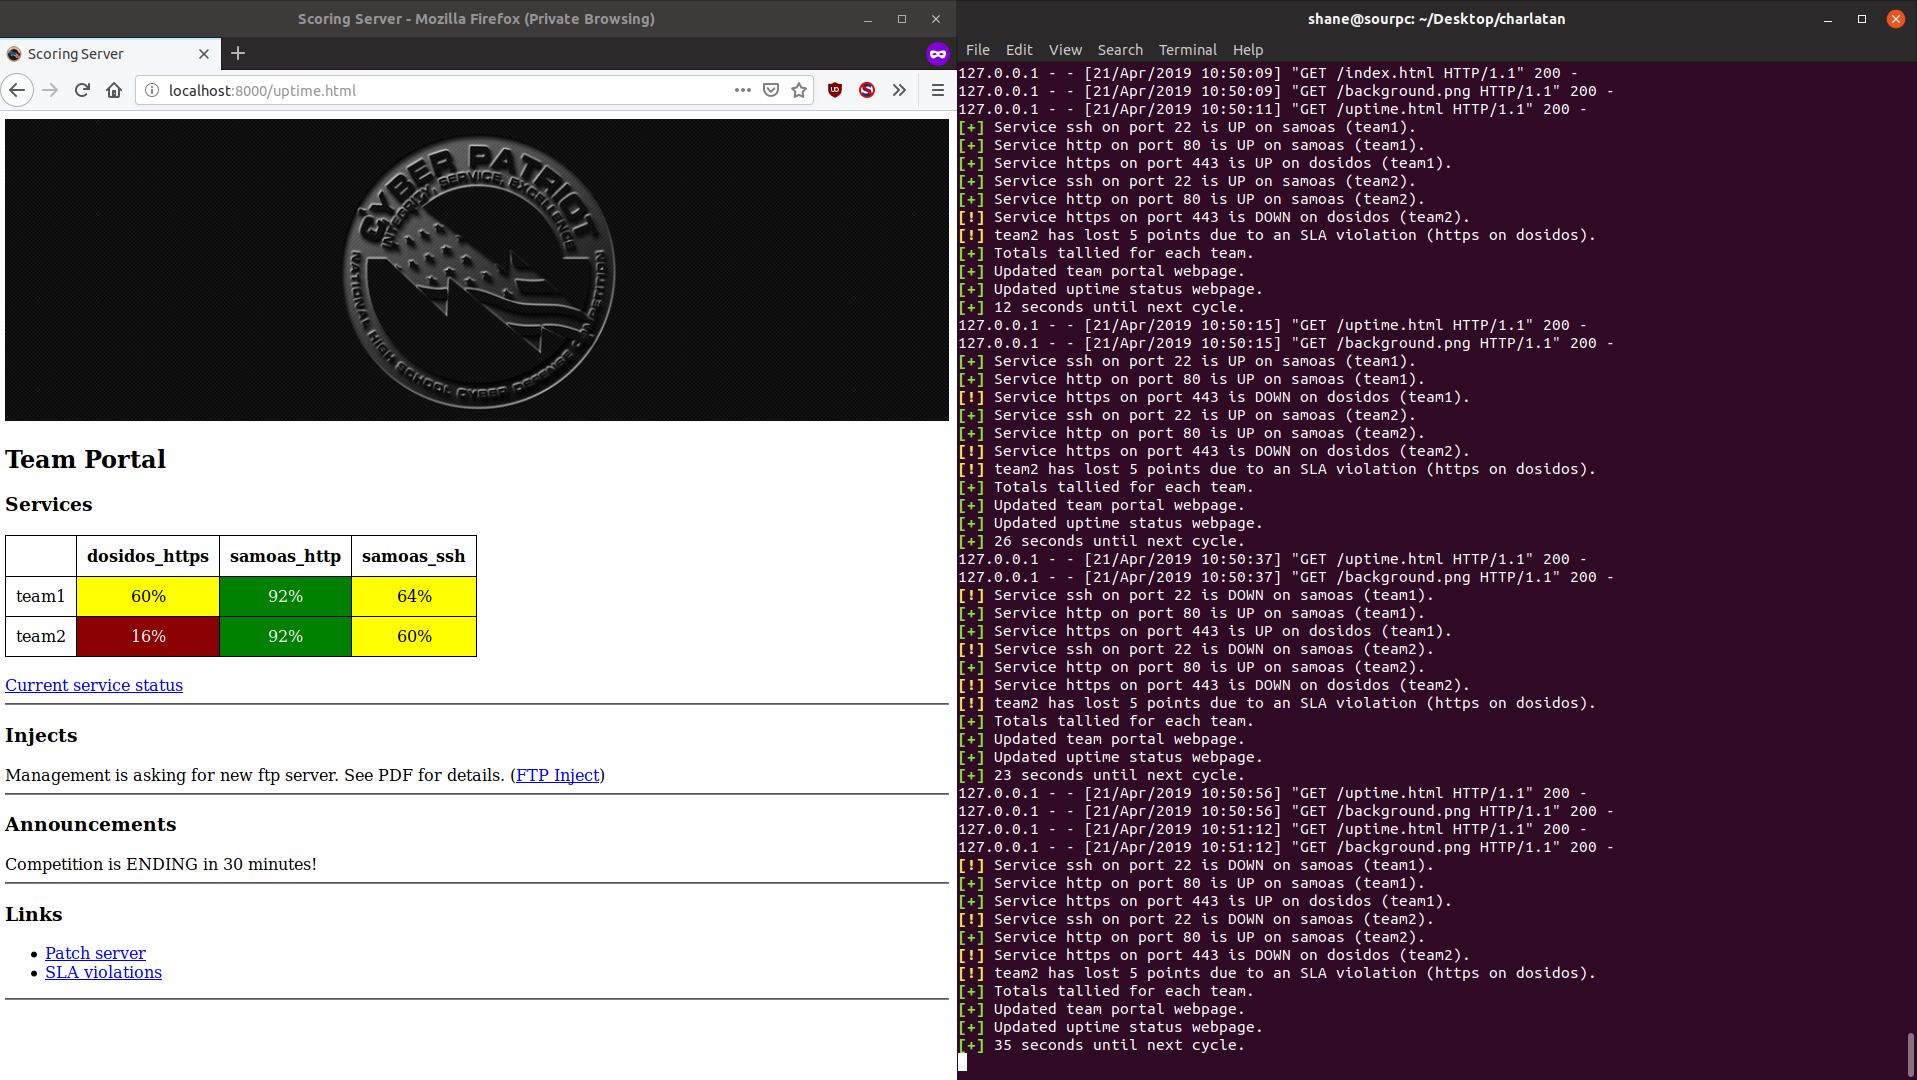 Scoring Server - Mozilla Firefox (Private Browsing)
Scoring Server
localhost:8000/uptime.html
CYBER PATRIOT
INTEGRITY, SERVICE, EXCELLENCE
NATIONAL HIGH SCHOOL CYBER DEFENSE COMPETITION
Team Portal
Services
dosidos_https samoas_http samoas_ssh
team1 60% 92% 64%
team2 16% 92% 60%
Current service status
Injects
Management is asking for new ftp server. See PDF for details. (FTP Inject)
Announcements
Competition is ENDING in 30 minutes!
Links
Patch server
SLA violations
shane@sourpc: ~/Desktop/charlatan
File Edit View Search Terminal Help
127.0.0.1 - - [21/Apr/2019 10:50:09] "GET /index.html HTTP/1.1" 200 -
127.0.0.1 - - [21/Apr/2019 10:50:09] "GET /background.png HTTP/1.1" 200 -
127.0.0.1 - - [21/Apr/2019 10:50:11] "GET /uptime.html HTTP/1.1" 200 -
[+] Service ssh on port 22 is UP on samoas (team1).
[+] Service http on port 80 is UP on samoas (team1).
[+] Service https on port 443 is UP on dosidos (team1).
[+] Service ssh on port 22 is UP on samoas (team2).
[+] Service http on port 80 is UP on samoas (team2).
[!] Service https on port 443 is DOWN on dosidos (team2).
[!] team2 has lost 5 points due to an SLA violation (https on dosidos).
[+] Totals tallied for each team.
[+] Updated team portal webpage.
[+] Updated uptime status webpage.
[+] 12 seconds until next cycle.
127.0.0.1 - - [21/Apr/2019 10:50:15] "GET /uptime.html HTTP/1.1" 200 -
127.0.0.1 - - [21/Apr/2019 10:50:15] "GET /background.png HTTP/1.1" 200 -
[+] Service ssh on port 22 is UP on samoas (team1).
[+] Service http on port 80 is UP on samoas (team1).
[!] Service https on port 443 is DOWN on dosidos (team1).
[+] Service ssh on port 22 is UP on samoas (team2).
[+] Service http on port 80 is UP on samoas (team2).
[!] Service https on port 443 is DOWN on dosidos (team2).
[!] team2 has lost 5 points due to an SLA violation (https on dosidos).
[+] Totals tallied for each team.
[+] Updated team portal webpage.
[+] Updated uptime status webpage.
[+] 26 seconds until next cycle.
127.0.0.1 - - [21/Apr/2019 10:50:37] "GET /uptime.html HTTP/1.1" 200 -
127.0.0.1 - - [21/Apr/2019 10:50:37] "GET /background.png HTTP/1.1" 200 -
[!] Service ssh on port 22 is DOWN on samoas (team1).
[+] Service http on port 80 is UP on samoas (team1).
[+] Service https on port 443 is UP on dosidos (team1).
[!] Service ssh on port 22 is DOWN on samoas (team2).
[+] Service http on port 80 is UP on samoas (team2).
[!] Service https on port 443 is DOWN on dosidos (team2).
[!] team2 has lost 5 points due to an SLA violation (https on dosidos).
[+] Totals tallied for each team.
[+] Updated team portal webpage.
[+] Updated uptime status webpage.
[+] 23 seconds until next cycle.
127.0.0.1 - - [21/Apr/2019 10:50:56] "GET /uptime.html HTTP/1.1" 200 -
127.0.0.1 - - [21/Apr/2019 10:50:56] "GET /background.png HTTP/1.1" 200 -
127.0.0.1 - - [21/Apr/2019 10:51:12] "GET /uptime.html HTTP/1.1" 200 -
127.0.0.1 - - [21/Apr/2019 10:51:12] "GET /background.png HTTP/1.1" 200 -
[!] Service ssh on port 22 is DOWN on samoas (team1).
[+] Service http on port 80 is UP on samoas (team1).
[+] Service https on port 443 is UP on dosidos (team1).
[!] Service ssh on port 22 is DOWN on samoas (team2).
[+] Service http on port 80 is UP on samoas (team2).
[!] Service https on port 443 is DOWN on dosidos (team2).
[!] team2 has lost 5 points due to an SLA violation (https on dosidos).
[+] Totals tallied for each team.
[+] Updated team portal webpage.
[+] Updated uptime status webpage.
[+] 35 seconds until next cycle.